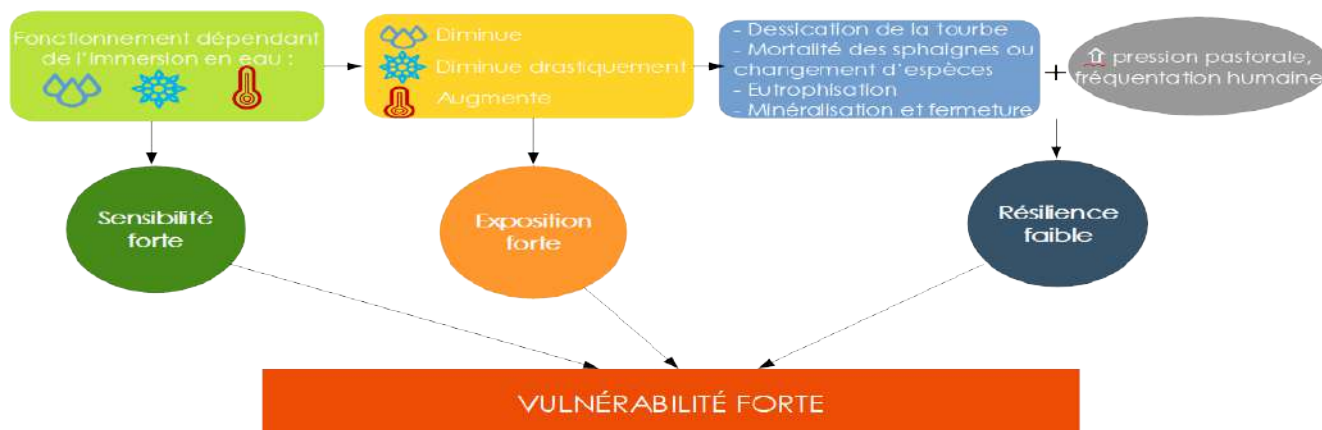 Fonctionnement dépendant
de l'immersion en eau :
Diminue
Diminue drastiquement
Augmente
- Dessication de la tourbe
- Mortalité des sphaignes ou
changement d'espèces
- Eutrophisation
- Minéralisation et fermeture
+
⇧ pression pastorale,
fréquentation humaine
Sensibilité
forte
Exposition
forte
Résilience
faible
VULNÉRABILITÉ FORTE